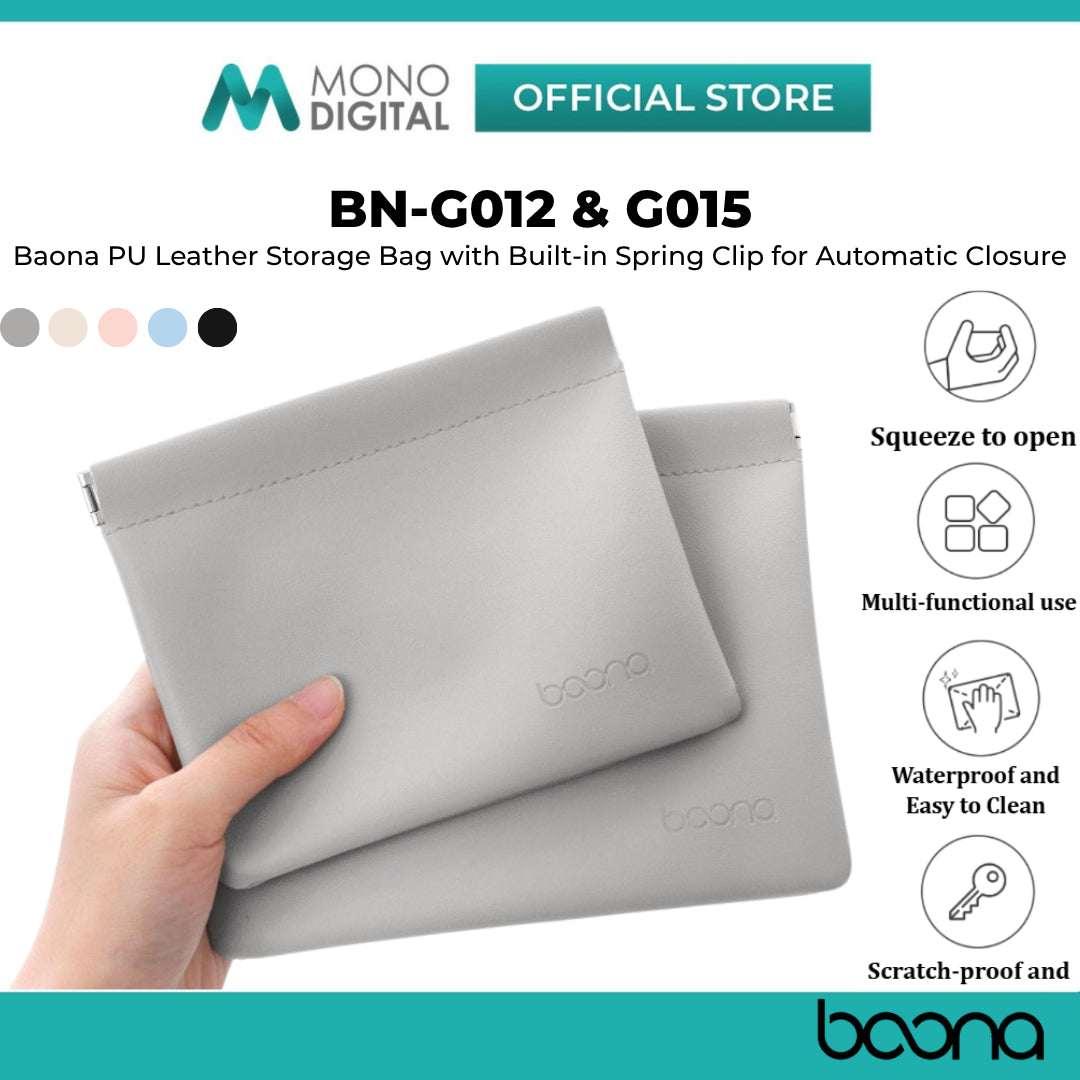 MONO
DIGITAL
OFFICIAL STORE
BN-G012 & G015
Baona PU Leather Storage Bag with Built-in Spring Clip for Automatic Closure
Squeeze to open
Multi-functional use
Waterproof and
Easy to Clean
Scratch-proof and
baona
baona
baona